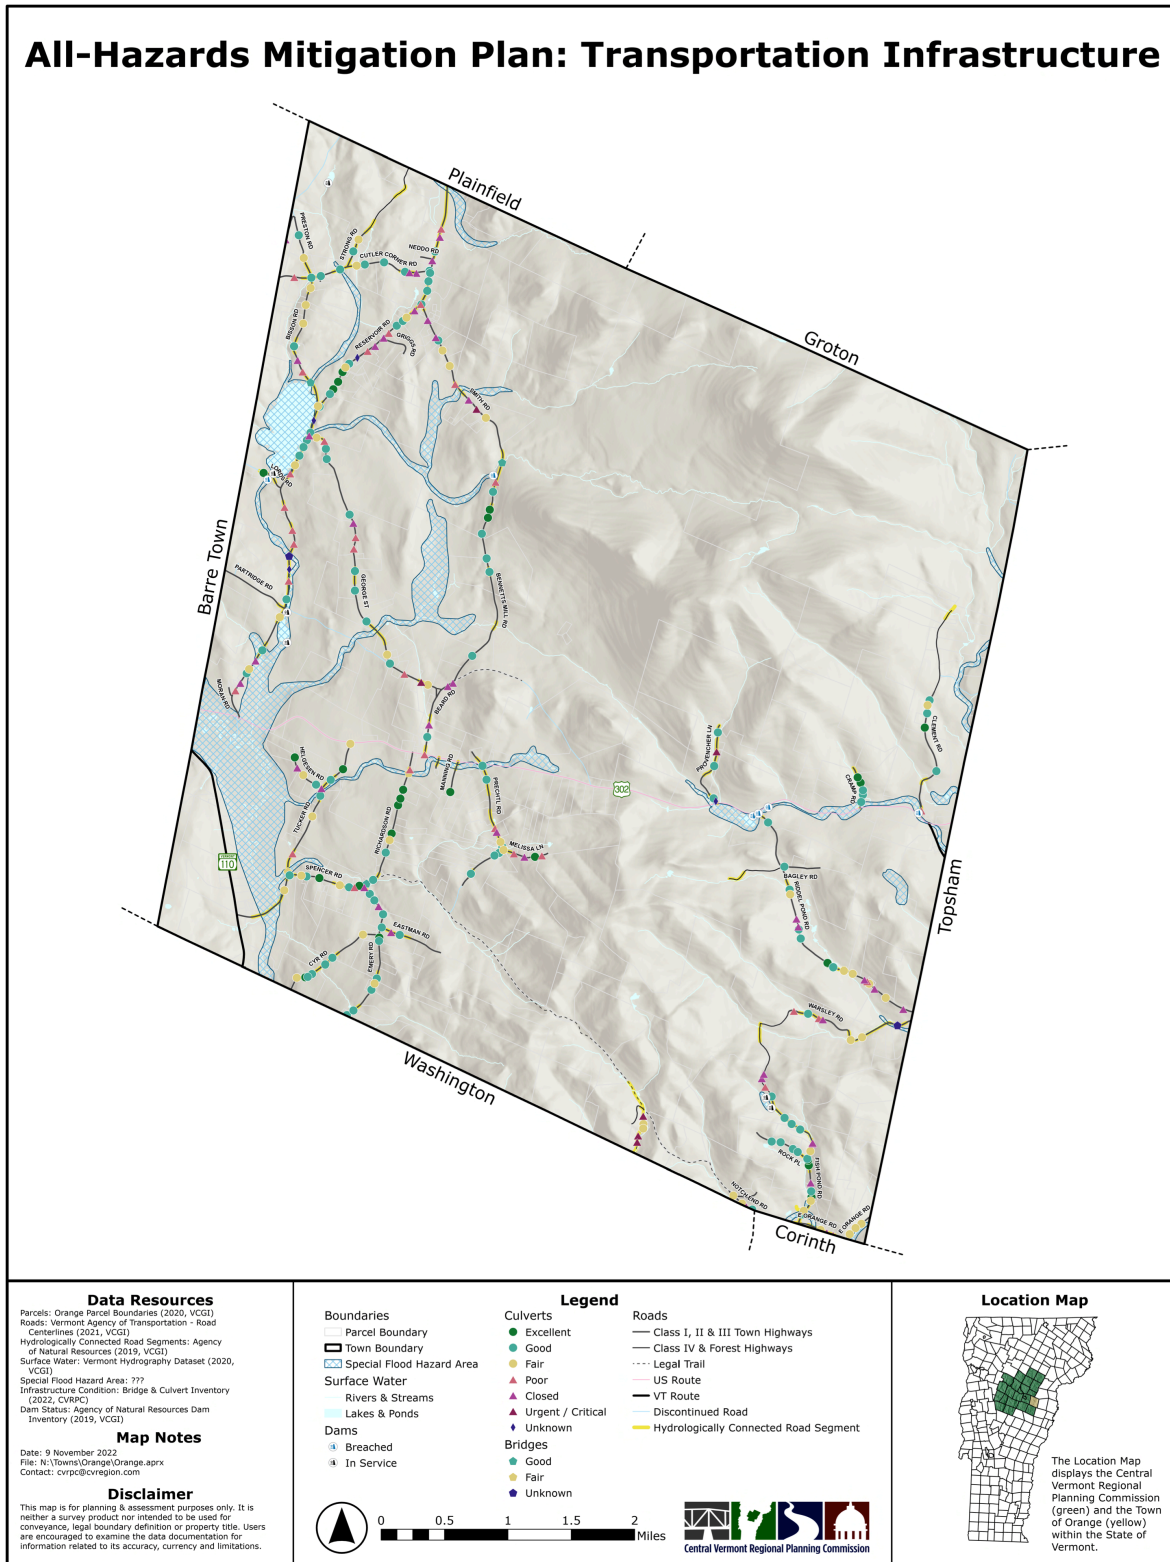 All-Hazards Mitigation Plan: Transportation Infrastructure
Plainfield
Groton
Barre Town
Topsham
Washington
Corinth
PRESTON RD
STRONG RD
CUTLER CORNER RD
NEDDO RD
BISSON RD
RESERVOIR RD
GRIGGS RD
SMITH RD
LORDS RD
PARTRIDGE RD
GEORGE ST
BENNETTS MILL RD
MORAN RD
BEARD RD
HELGESEN RD
MANNING RD
PRECHTL RD
PROVENCHER LN
CLEMENT RD
CRAMP RD
302
TUCKER RD
RICHARDSON RD
MELISSA LN
VERMONT
110
SPENCER RD
BAGLEY RD
RIDDEL POND RD
EASTMAN RD
CYR RD
EMERY RD
WARSLEY RD
ROCK PL
FISH POND RD
NOTCH END RD
E ORANGE RD
E ORANGE RD
Data Resources
Parcels: Orange Parcel Boundaries (2020, VCGI)
Roads: Vermont Agency of Transportation - Road
Centerlines (2021, VCGI)
Hydrologically Connected Road Segments: Agency
of Natural Resources (2019, VCGI)
Surface Water: Vermont Hydrography Dataset (2020,
VCGI)
Special Flood Hazard Area: ???
Infrastructure Condition: Bridge & Culvert Inventory
(2022, CVRPC)
Dam Status: Agency of Natural Resources Dam
Inventory (2019, VCGI)
Map Notes
Date: 9 November 2022
File: N:\Towns\Orange\Orange.aprx
Contact: cvrpc@cvregion.com
Disclaimer
This map is for planning & assessment purposes only. It is
neither a survey product nor intended to be used for
conveyance, legal boundary definition or property title. Users
are encouraged to examine the data documentation for
information related to its accuracy, currency and limitations.
Legend
Boundaries
Parcel Boundary
Town Boundary
Special Flood Hazard Area
Surface Water
Rivers & Streams
Lakes & Ponds
Dams
Breached
In Service
Culverts
Excellent
Good
Fair
Poor
Closed
Urgent / Critical
Unknown
Bridges
Good
Fair
Unknown
Roads
Class I, II & III Town Highways
Class IV & Forest Highways
Legal Trail
US Route
VT Route
Discontinued Road
Hydrologically Connected Road Segment
0 0.5 1 1.5 2
Miles
Central Vermont Regional Planning Commission
Location Map
The Location Map
displays the Central
Vermont Regional
Planning Commission
(green) and the Town
of Orange (yellow)
within the State of
Vermont.